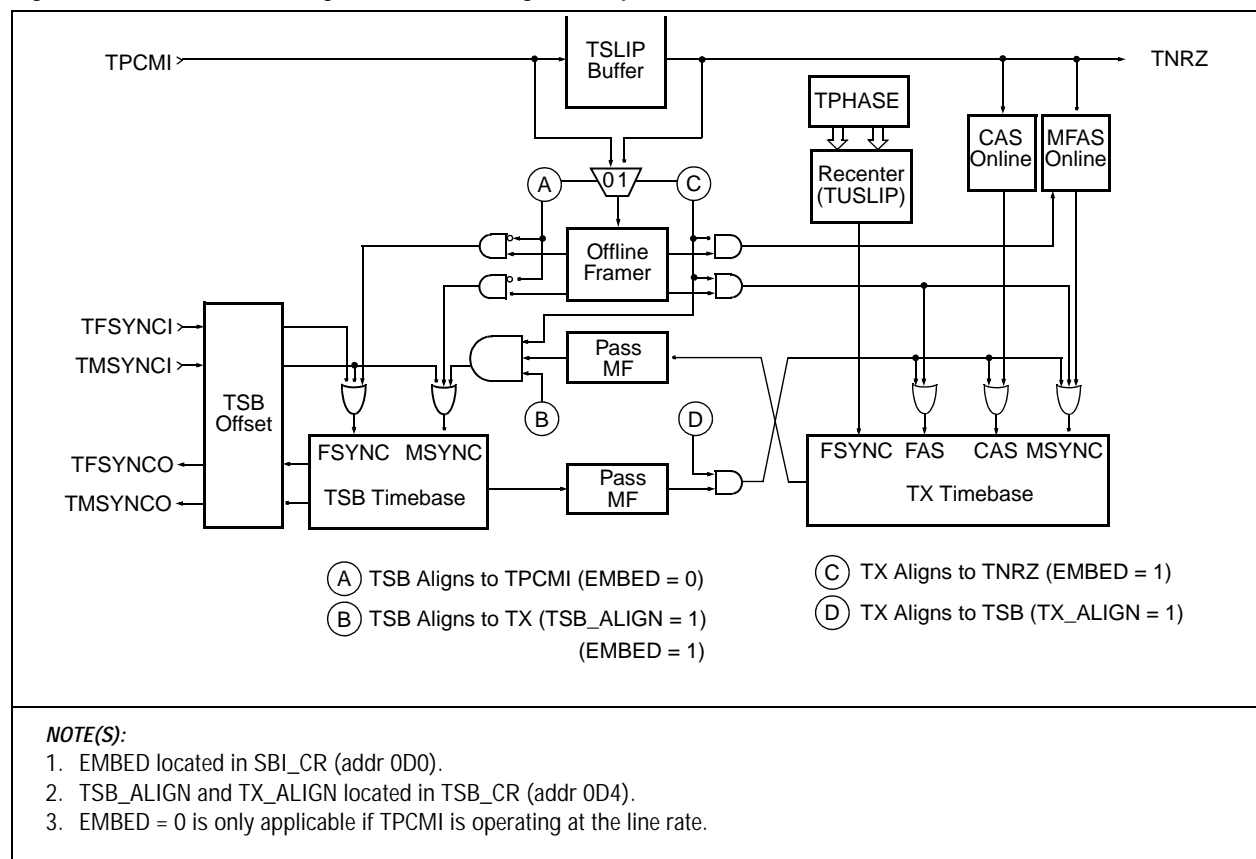 TPCMI
TSLIP
Buffer
TNRZ
TPHASE
CAS
Online
MFAS
Online
Recenter
(TUSLIP)
A
0 1
C
Offline
Framer
TFSYNCI
TMSYNCI
Pass
MF
TSB
Offset
B
D
FSYNC MSYNC
TSB Timebase
FSYNC FAS CAS MSYNC
TX Timebase
TFSYNCO
TMSYNCO
Pass
MF
A TSB Aligns to TPCMI (EMBED = 0)
B TSB Aligns to TX (TSB_ALIGN = 1)
(EMBED = 1)
C TX Aligns to TNRZ (EMBED = 1)
D TX Aligns to TSB (TX_ALIGN = 1)
NOTE(S):
1. EMBED located in SBI_CR (addr 0D0).
2. TSB_ALIGN and TX_ALIGN located in TSB_CR (addr 0D4).
3. EMBED = 0 is only applicable if TPCMI is operating at the line rate.